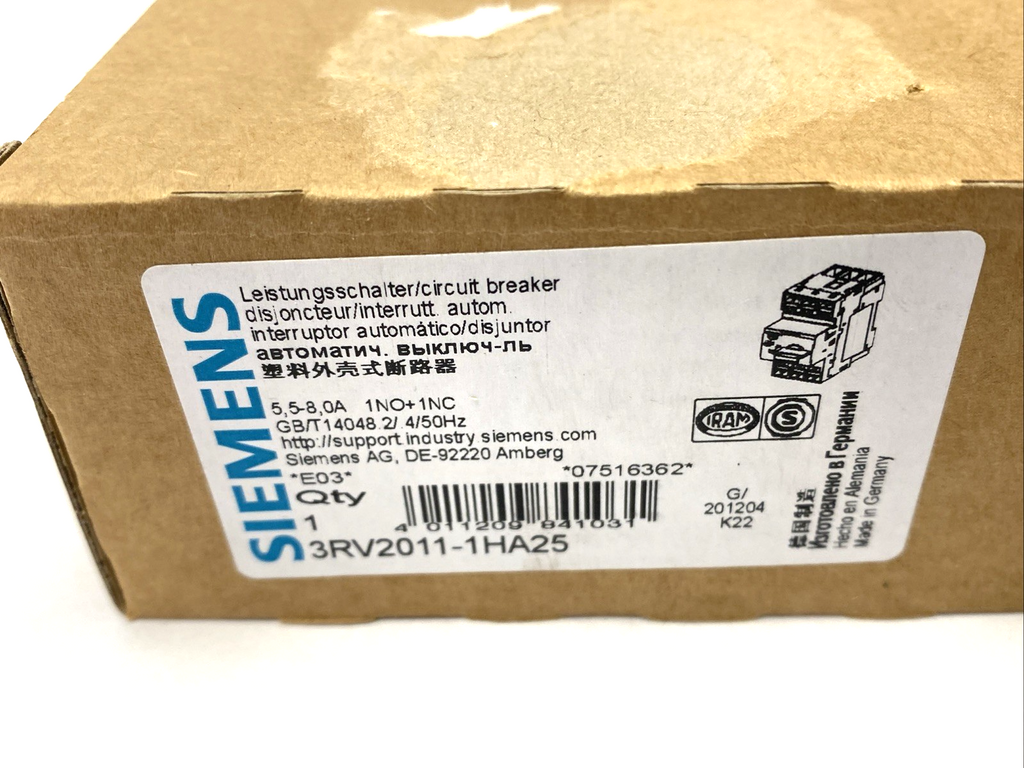 SIEMENS
Leistungsschalter/circuit breaker
disjoncteur/interrutt. autom.
interruptor automático/disjuntor
автоматич. выключ-ль
塑料外壳式断路器
5,5-8,0A 1NO+1NC
GB/T14048.2/.4/50Hz
http://support.industry.siemens.com
Siemens AG, DE-92220 Amberg
*E03*
*07516362*
Qty
1
4 011209 841031
3RV2011-1HA25
IRAM
S
G/
201204
K22
德国制造
Изготовлено в Германии
Hecho en Alemania
Made in Germany